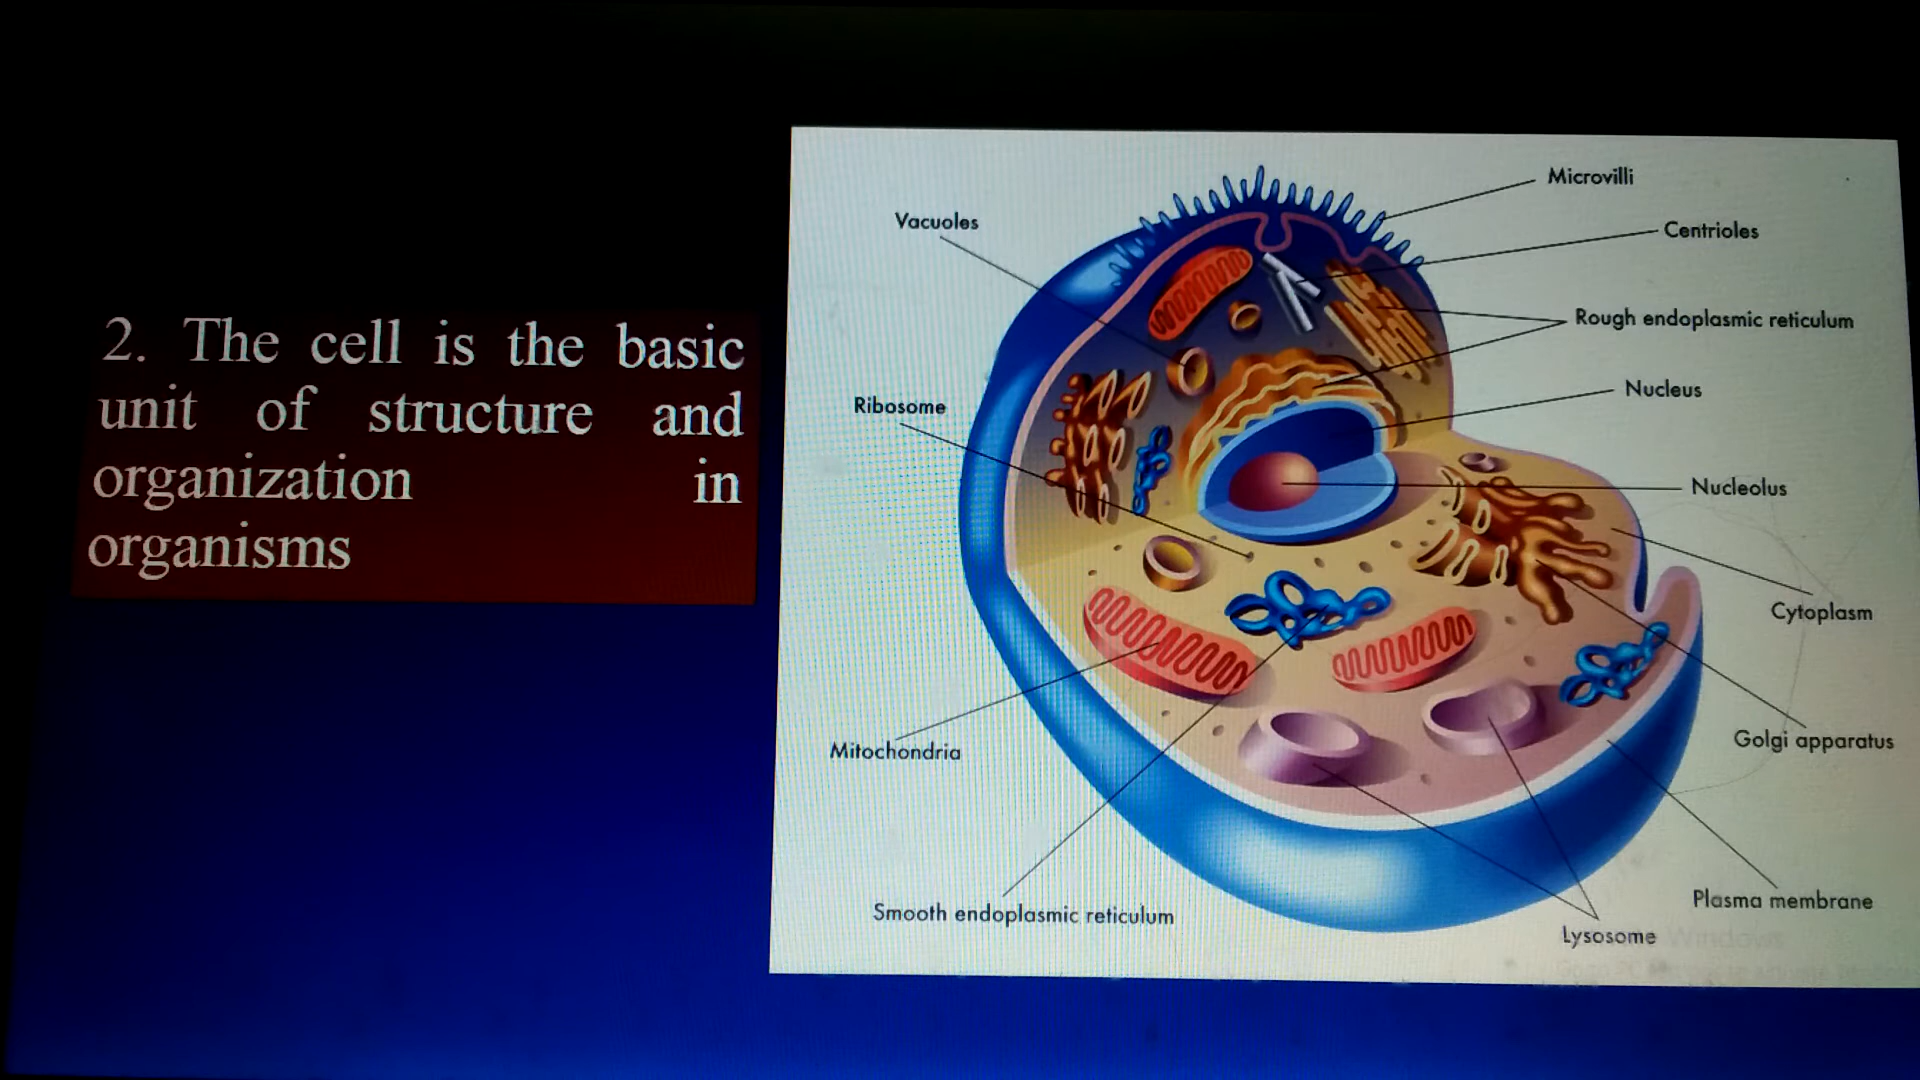 2. The cell is the basic
unit of structure and
organization in
organisms
Microvilli
Vacuoles
Centrioles
Rough endoplasmic reticulum
Nucleus
Ribosome
Nucleolus
Cytoplasm
Golgi apparatus
Mitochondria
Plasma membrane
Smooth endoplasmic reticulum
Lysosome
Windows